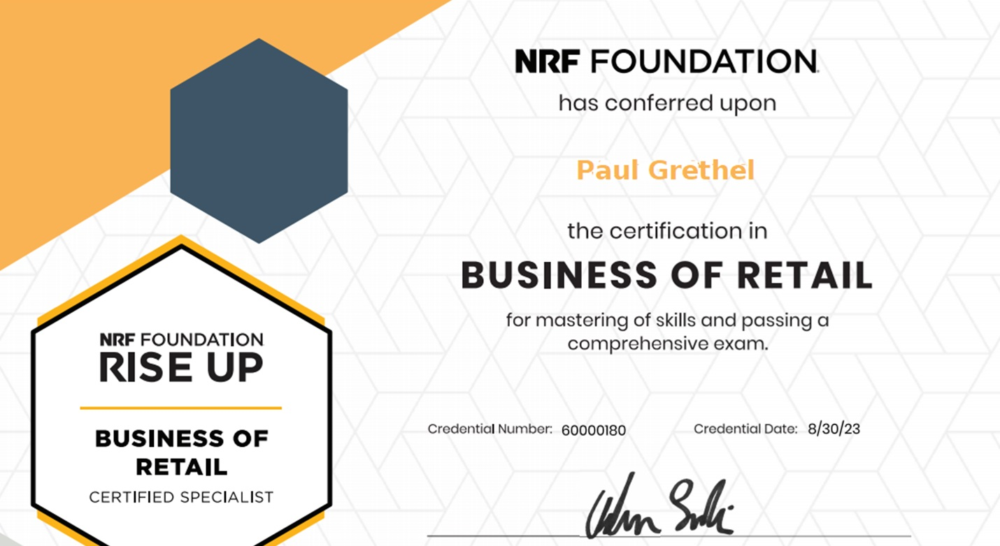 NRF FOUNDATION
has conferred upon
Paul Grethel
the certification in
BUSINESS OF RETAIL
for mastering of skills and passing a
comprehensive exam.
Credential Number: 60000180
Credential Date: 8/30/23
NRF FOUNDATION
RISE UP
BUSINESS OF
RETAIL
CERTIFIED SPECIALIST